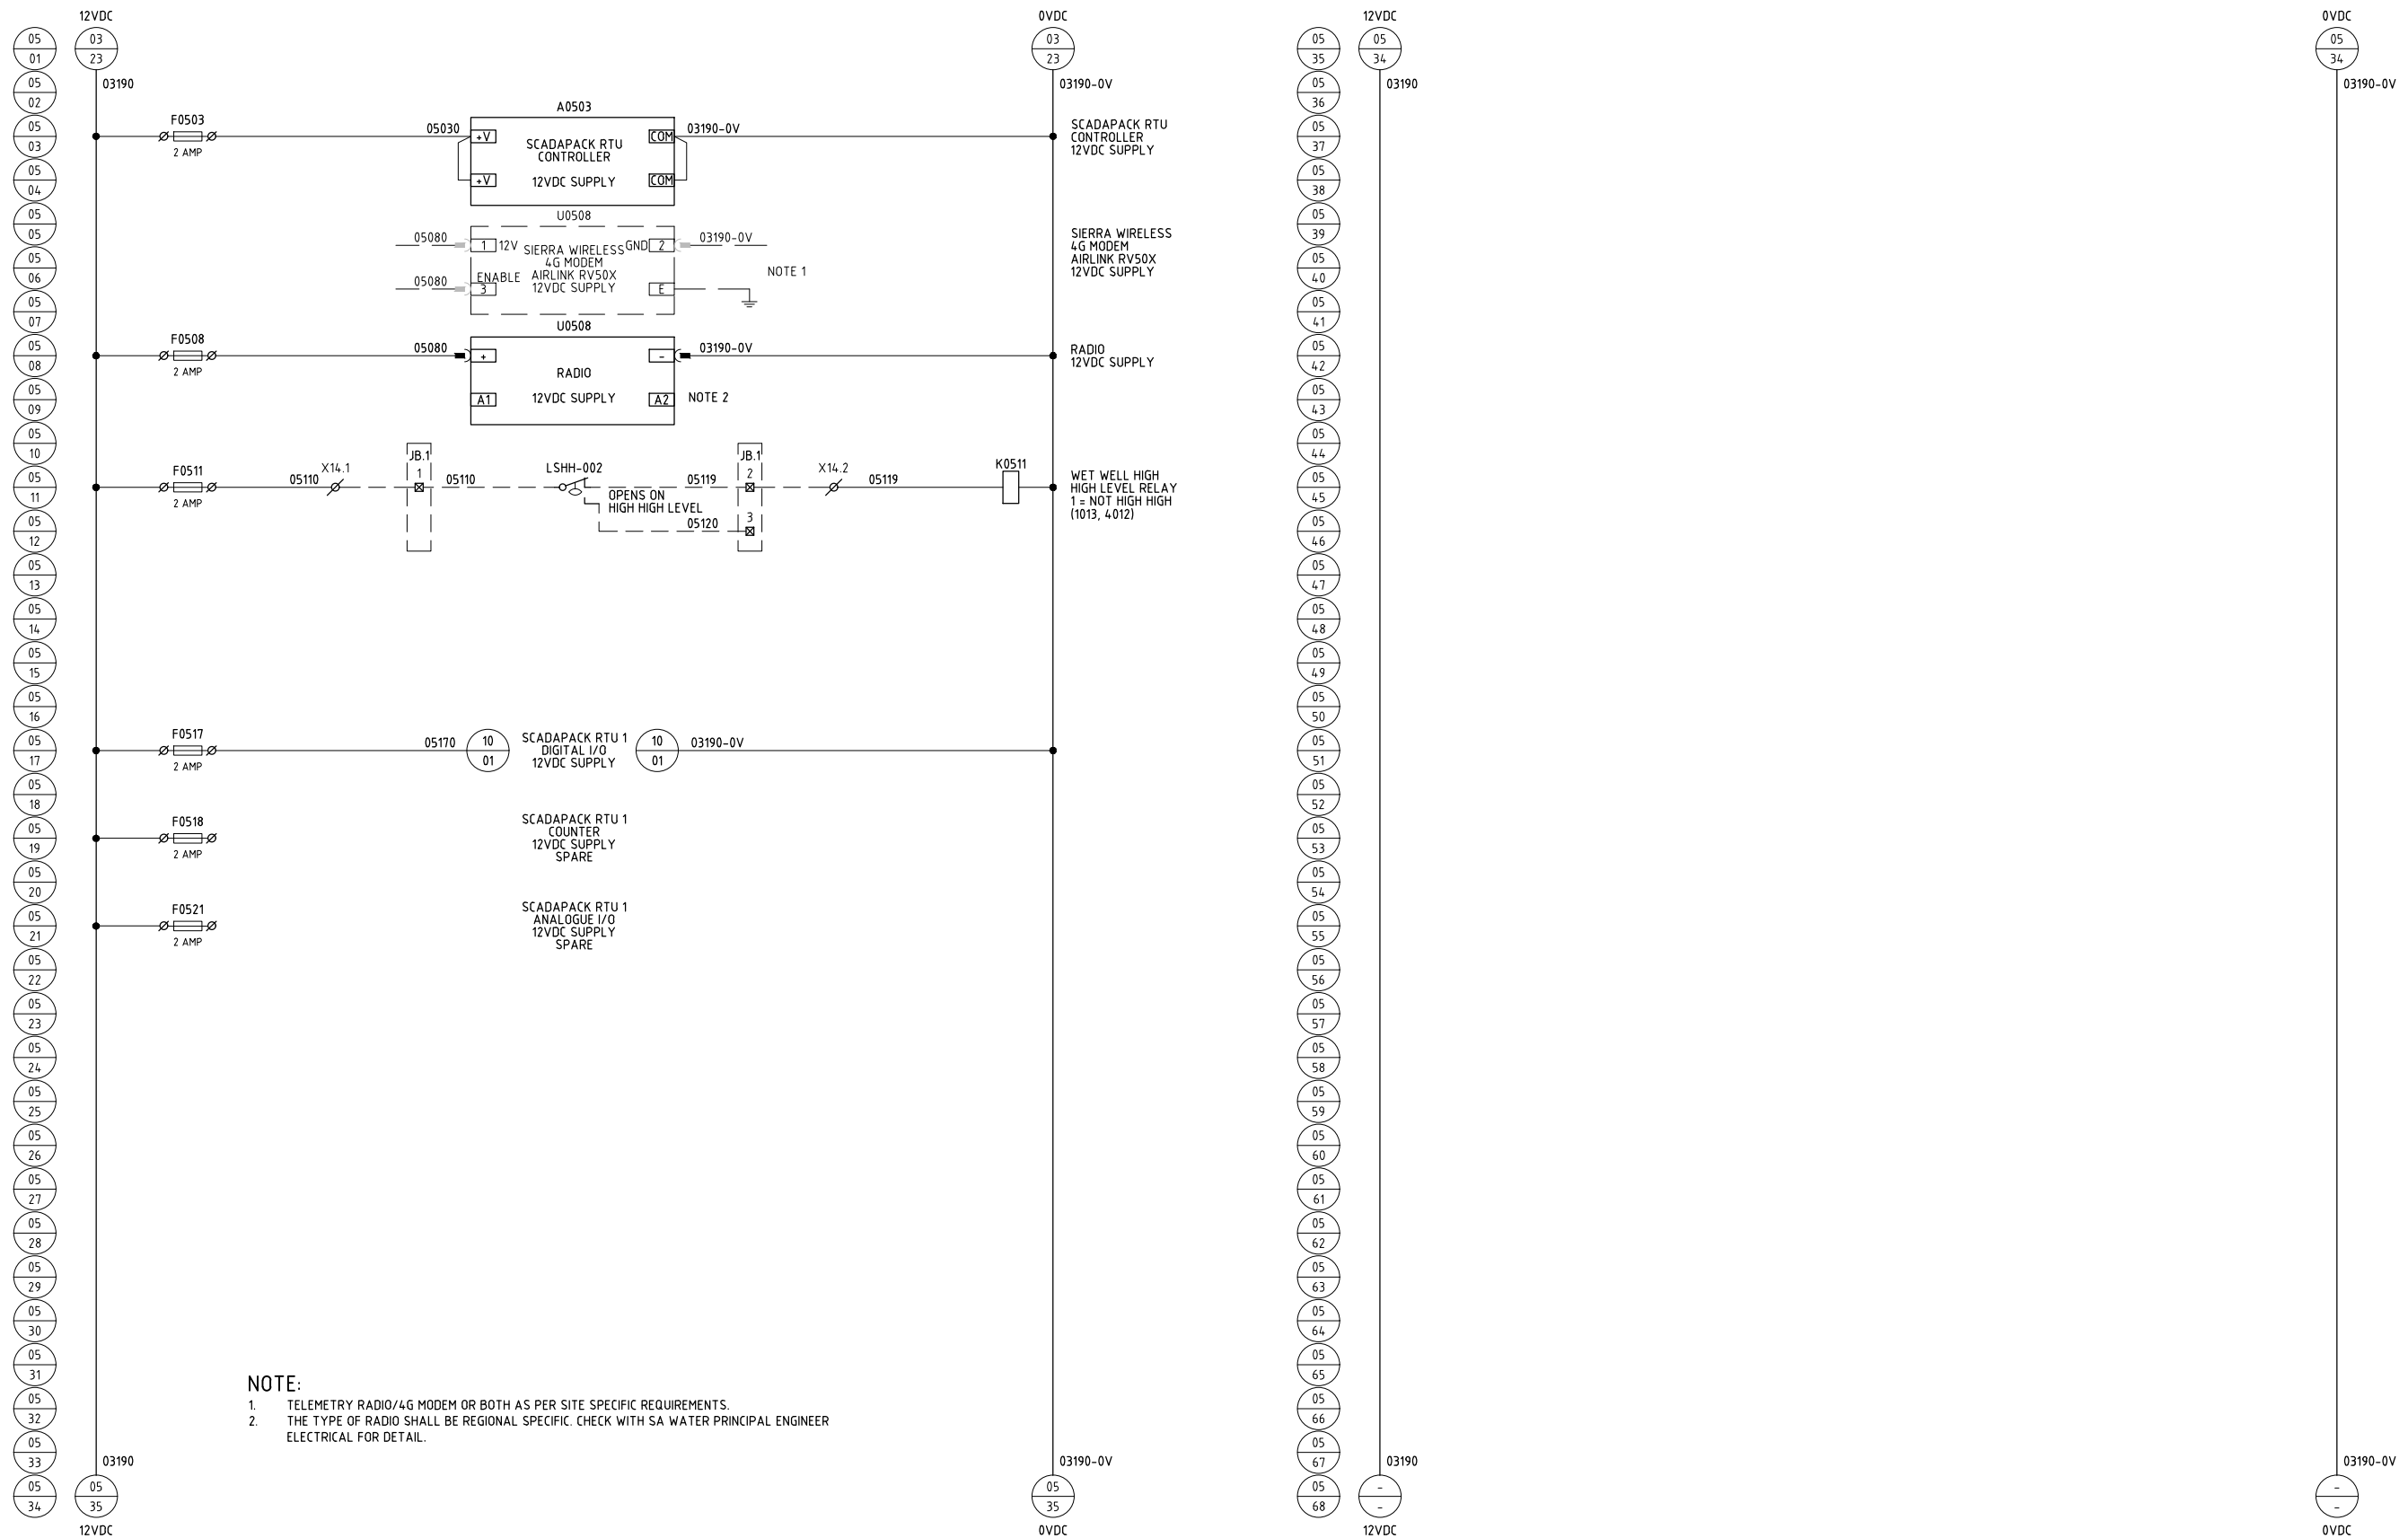 12VDC
0VDC
12VDC
0VDC
05
01
03
23
03
23
05
35
05
34
05
34
03190
03190-0V
03190
03190-0V
05
02
05
36
A0503
F0503
2 AMP
05030
+V
+V
SCADAPACK RTU
CONTROLLER
12VDC SUPPLY
COM
COM
03190-0V
SCADAPACK RTU
CONTROLLER
12VDC SUPPLY
05
03
05
37
05
04
05
38
U0508
05080
1
12V
SIERRA WIRELESS
4G MODEM
AIRLINK RV50X
12VDC SUPPLY
GND
2
03190-0V
05080
ENABLE
3
E
NOTE 1
SIERRA WIRELESS
4G MODEM
AIRLINK RV50X
12VDC SUPPLY
05
05
05
39
05
06
05
40
05
07
05
41
U0508
F0508
2 AMP
05080
+
-
RADIO
12VDC SUPPLY
A1
A2
03190-0V
NOTE 2
RADIO
12VDC SUPPLY
05
08
05
42
05
09
05
43
05
10
05
44
F0511
2 AMP
05110
X14.1
JB.1
1
05110
LSHH-002
OPENS ON
HIGH HIGH LEVEL
05119
05120
JB.1
2
3
X14.2
05119
K0511
WET WELL HIGH
HIGH LEVEL RELAY
1 = NOT HIGH HIGH
(1013, 4012)
05
11
05
45
05
12
05
46
05
13
05
47
05
14
05
48
05
15
05
49
05
16
05
50
F0517
2 AMP
05170
10
01
SCADAPACK RTU 1
DIGITAL I/O
12VDC SUPPLY
10
01
03190-0V
05
17
05
51
05
18
05
52
F0518
2 AMP
SCADAPACK RTU 1
COUNTER
12VDC SUPPLY
SPARE
05
19
05
53
05
20
05
54
F0521
2 AMP
SCADAPACK RTU 1
ANALOGUE I/O
12VDC SUPPLY
SPARE
05
21
05
55
05
22
05
56
05
23
05
57
05
24
05
58
05
25
05
59
05
26
05
60
05
27
05
61
05
28
05
62
05
29
05
63
05
30
05
64
05
31
05
65
NOTE:
1. TELEMETRY RADIO/4G MODEM OR BOTH AS PER SITE SPECIFIC REQUIREMENTS.
2. THE TYPE OF RADIO SHALL BE REGIONAL SPECIFIC. CHECK WITH SA WATER PRINCIPAL ENGINEER
ELECTRICAL FOR DETAIL.
05
32
05
66
05
33
05
67
03190
03190-0V
03190
03190-0V
05
34
05
35
05
35
05
68
-
-
-
-
12VDC
0VDC
12VDC
0VDC